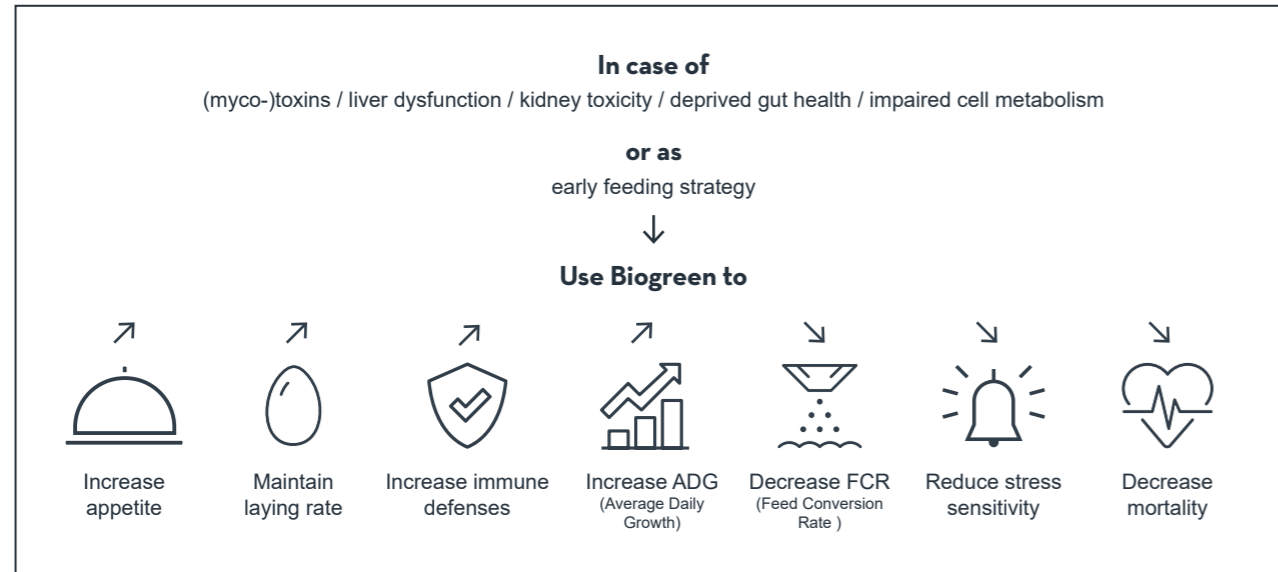 In case of
(myco-)toxins / liver dysfunction / kidney toxicity / deprived gut health / impaired cell metabolism
or as
early feeding strategy
Use Biogreen to
Increase
appetite
Maintain
laying rate
Increase immune
defenses
Increase ADG
(Average Daily
Growth)
Decrease FCR
(Feed Conversion
Rate )
Reduce stress
sensitivity
Decrease
mortality